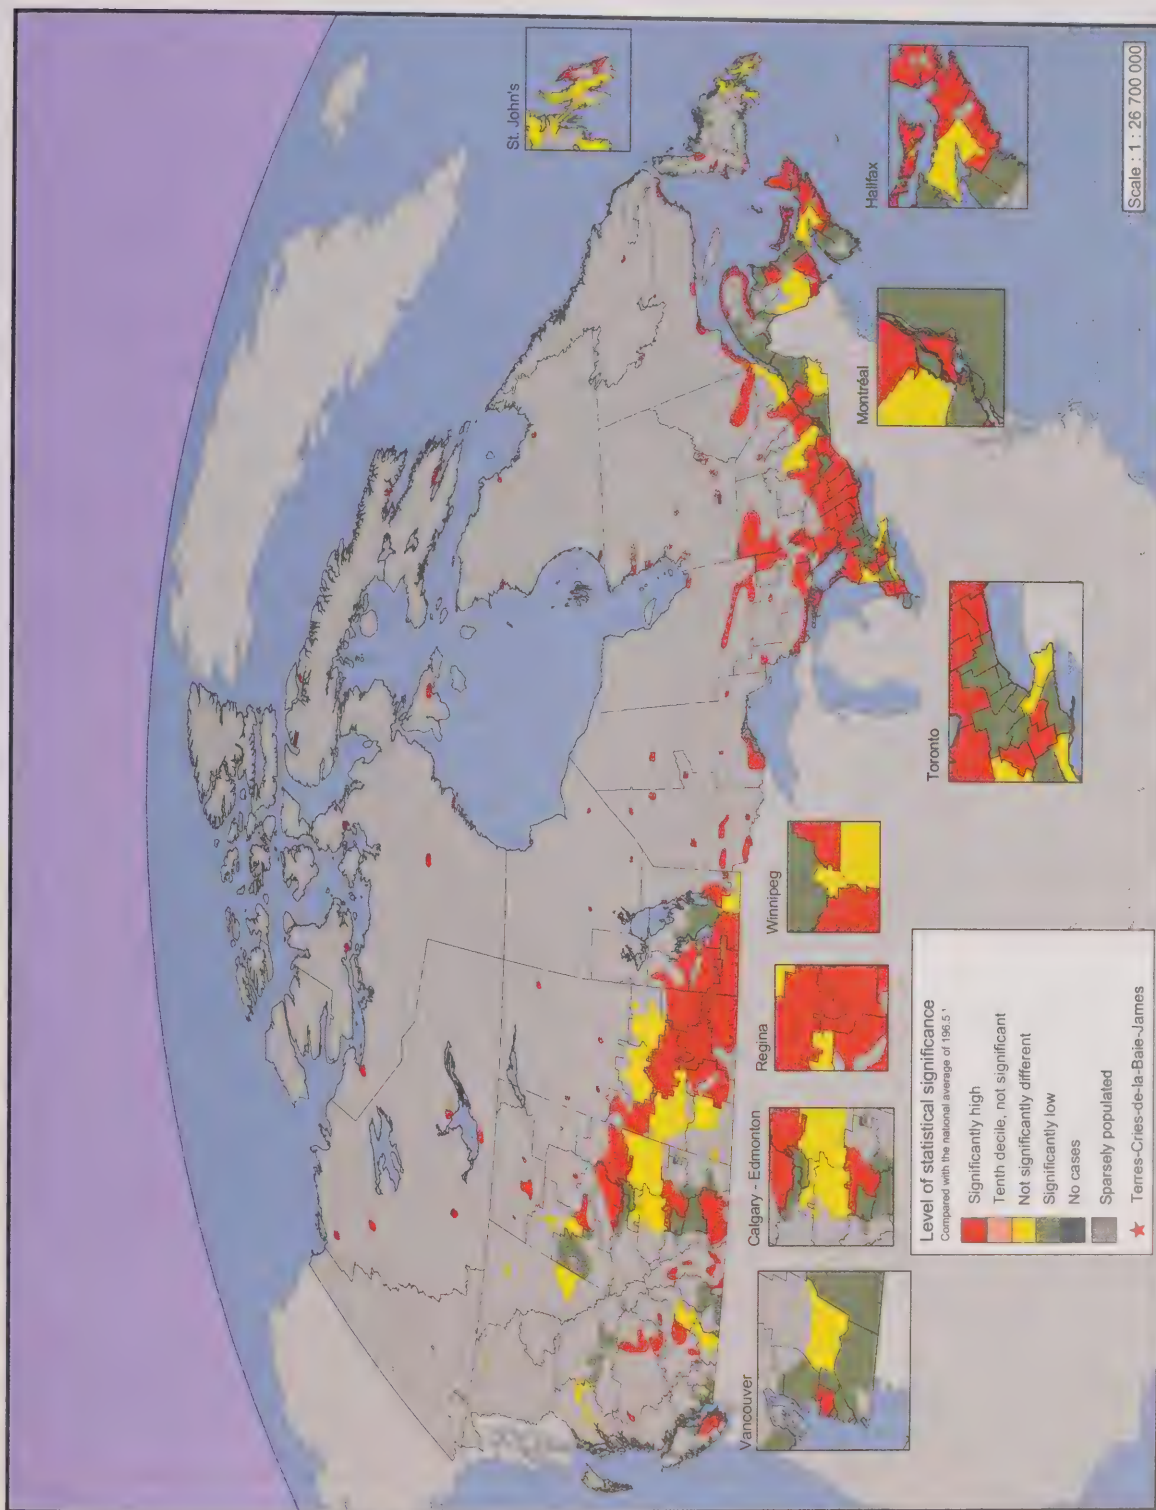 St. John's
Halifax
Montréal
Toronto
Winnipeg
Regina
Calgary - Edmonton
Vancouver
Scale : 1 : 26 700 000
Level of statistical significance
Compared with the national average of 196.5
Significantly high
Tenth decile, not significant
Not significantly different
Significantly low
No cases
Sparsely populated
Terres-Cries-de-la-Baie-James